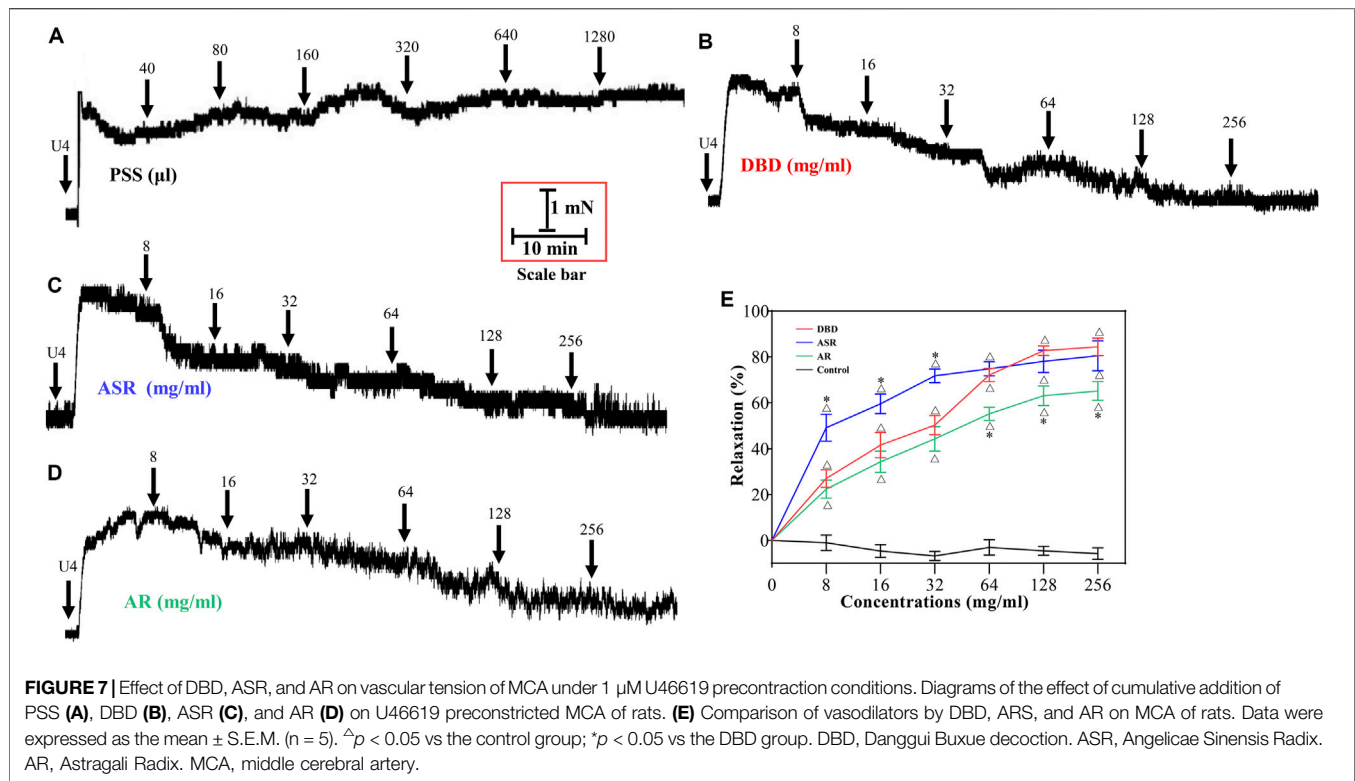 A
U4
40
80
160
320
640
1280
PSS (µl)
B
U4
8
16
32
64
128
256
DBD (mg/ml)
1 mN
10 min
Scale bar
C
U4
8
16
32
64
128
256
ASR (mg/ml)
D
U4
8
16
32
64
128
256
AR (mg/ml)
E
Relaxation (%)
100
80
60
40
20
0
DBD
ASR
AR
Control
△ * △ △
* △ △ △
* △ △ △
△ △ △ *
△ △ △ *
△ △ △ *
0 8 16 32 64 128 256
Concentrations (mg/ml)
FIGURE 7 | Effect of DBD, ASR, and AR on vascular tension of MCA under 1 µM U46619 precontraction conditions. Diagrams of the effect of cumulative addition of
PSS (A), DBD (B), ASR (C), and AR (D) on U46619 preconstricted MCA of rats. (E) Comparison of vasodilators by DBD, ARS, and AR on MCA of rats. Data were
expressed as the mean ± S.E.M. (n = 5). △p < 0.05 vs the control group; *p < 0.05 vs the DBD group. DBD, Danggui Buxue decoction. ASR, Angelicae Sinensis Radix.
AR, Astragali Radix. MCA, middle cerebral artery.